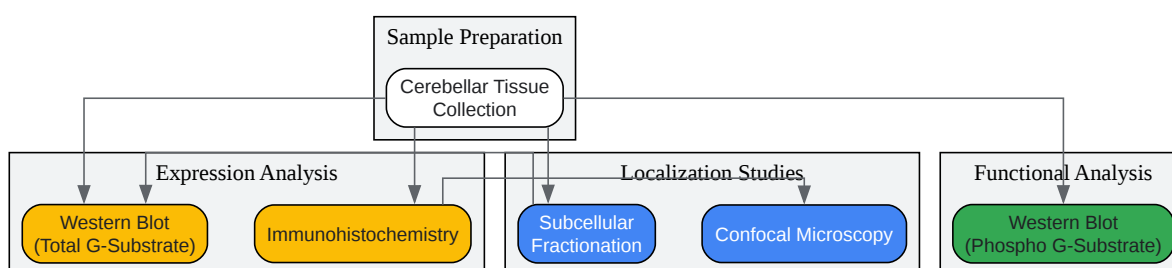 Sample Preparation
Cerebellar Tissue
Collection
Expression Analysis
Localization Studies
Functional Analysis
Western Blot
(Total G-Substrate)
Immunohistochemistry
Subcellular
Fractionation
Confocal Microscopy
Western Blot
(Phospho G-Substrate)